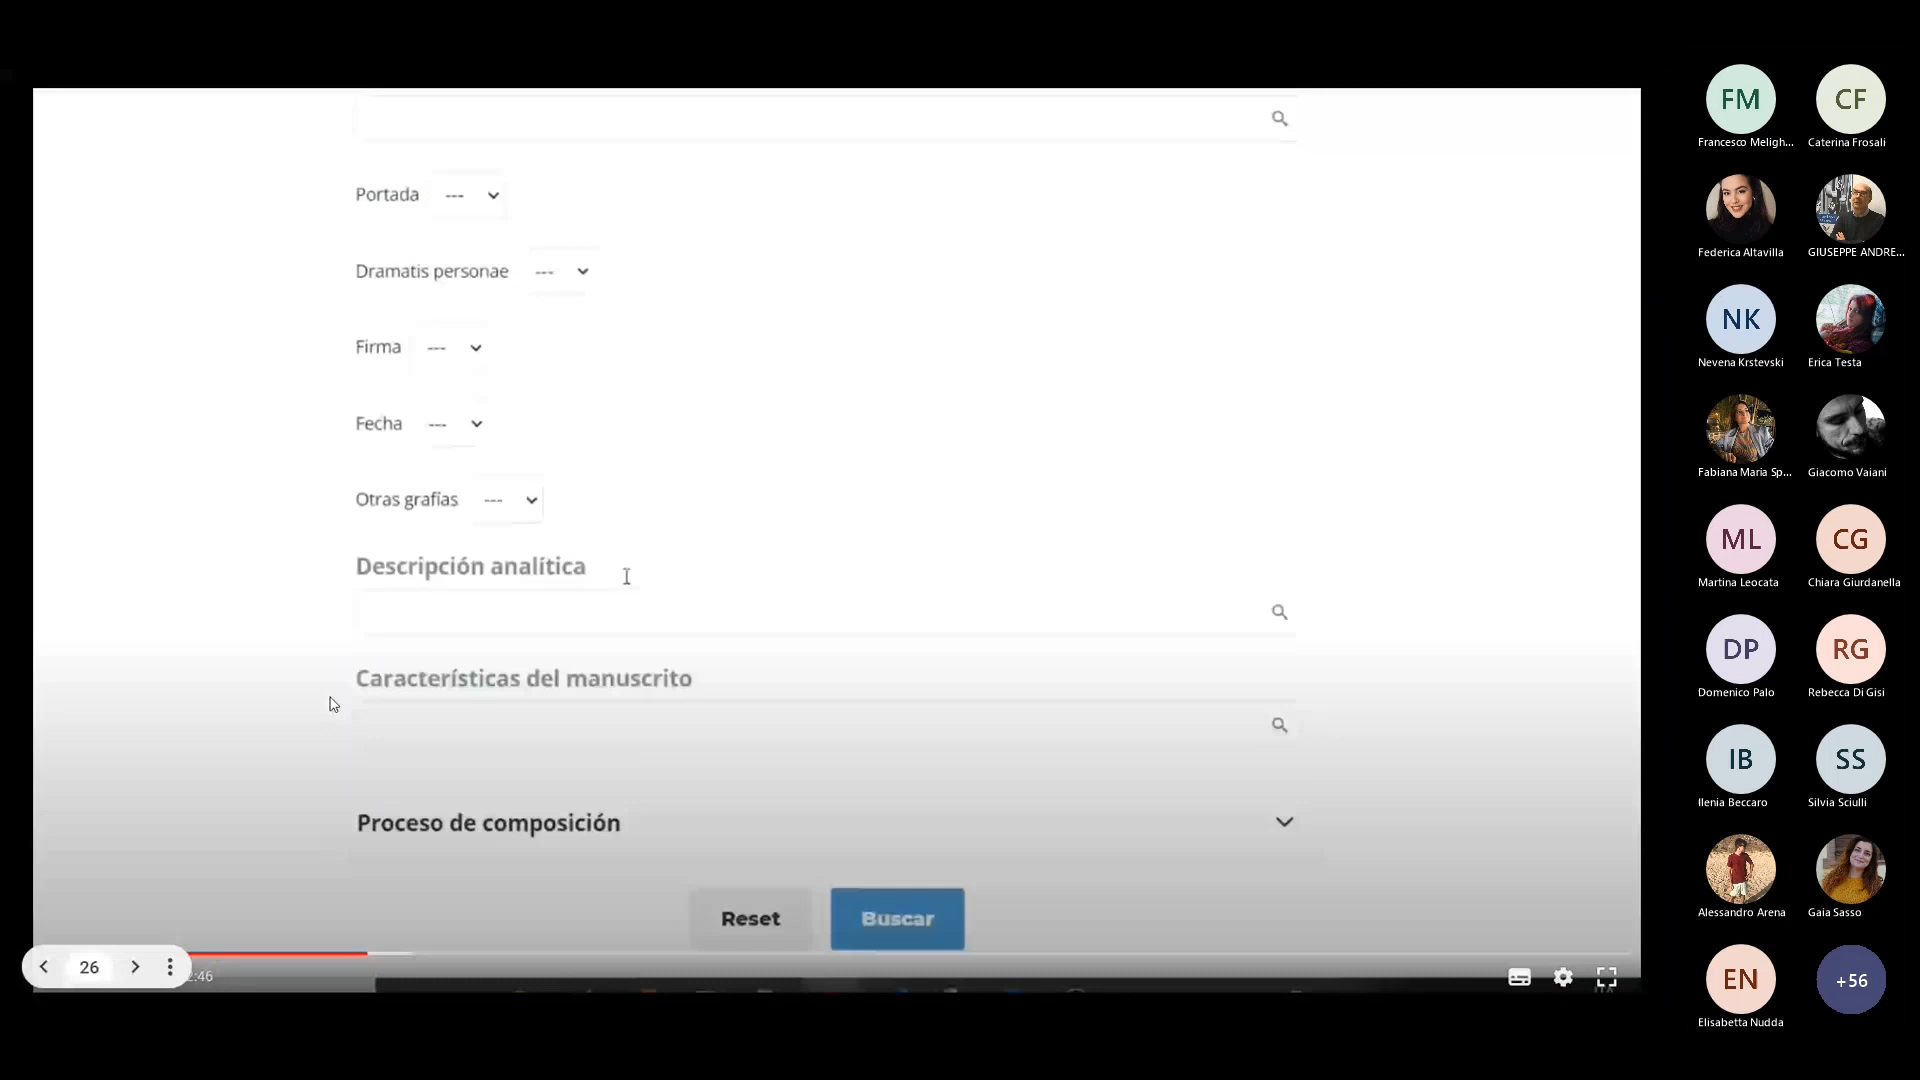 Portada ---
Dramatis personae ---
Firma ---
Fecha ---
Otras grafías ---
Descripción analítica
Características del manuscrito
Proceso de composición
Reset Buscar
26
:46
FM CF
Francesco Meligh... Caterina Frosali
Federica Altavilla GIUSEPPE ANDRE...
NK
Nevena Krstevski Erica Testa
Fabiana Maria Sp... Giacomo Vaiani
ML CG
Martina Leocata Chiara Giurdanella
DP RG
Domenico Palo Rebecca Di Gisi
IB SS
Ilenia Beccaro Silvia Sciulli
Alessandro Arena Gaia Sasso
EN +56
Elisabetta Nudda